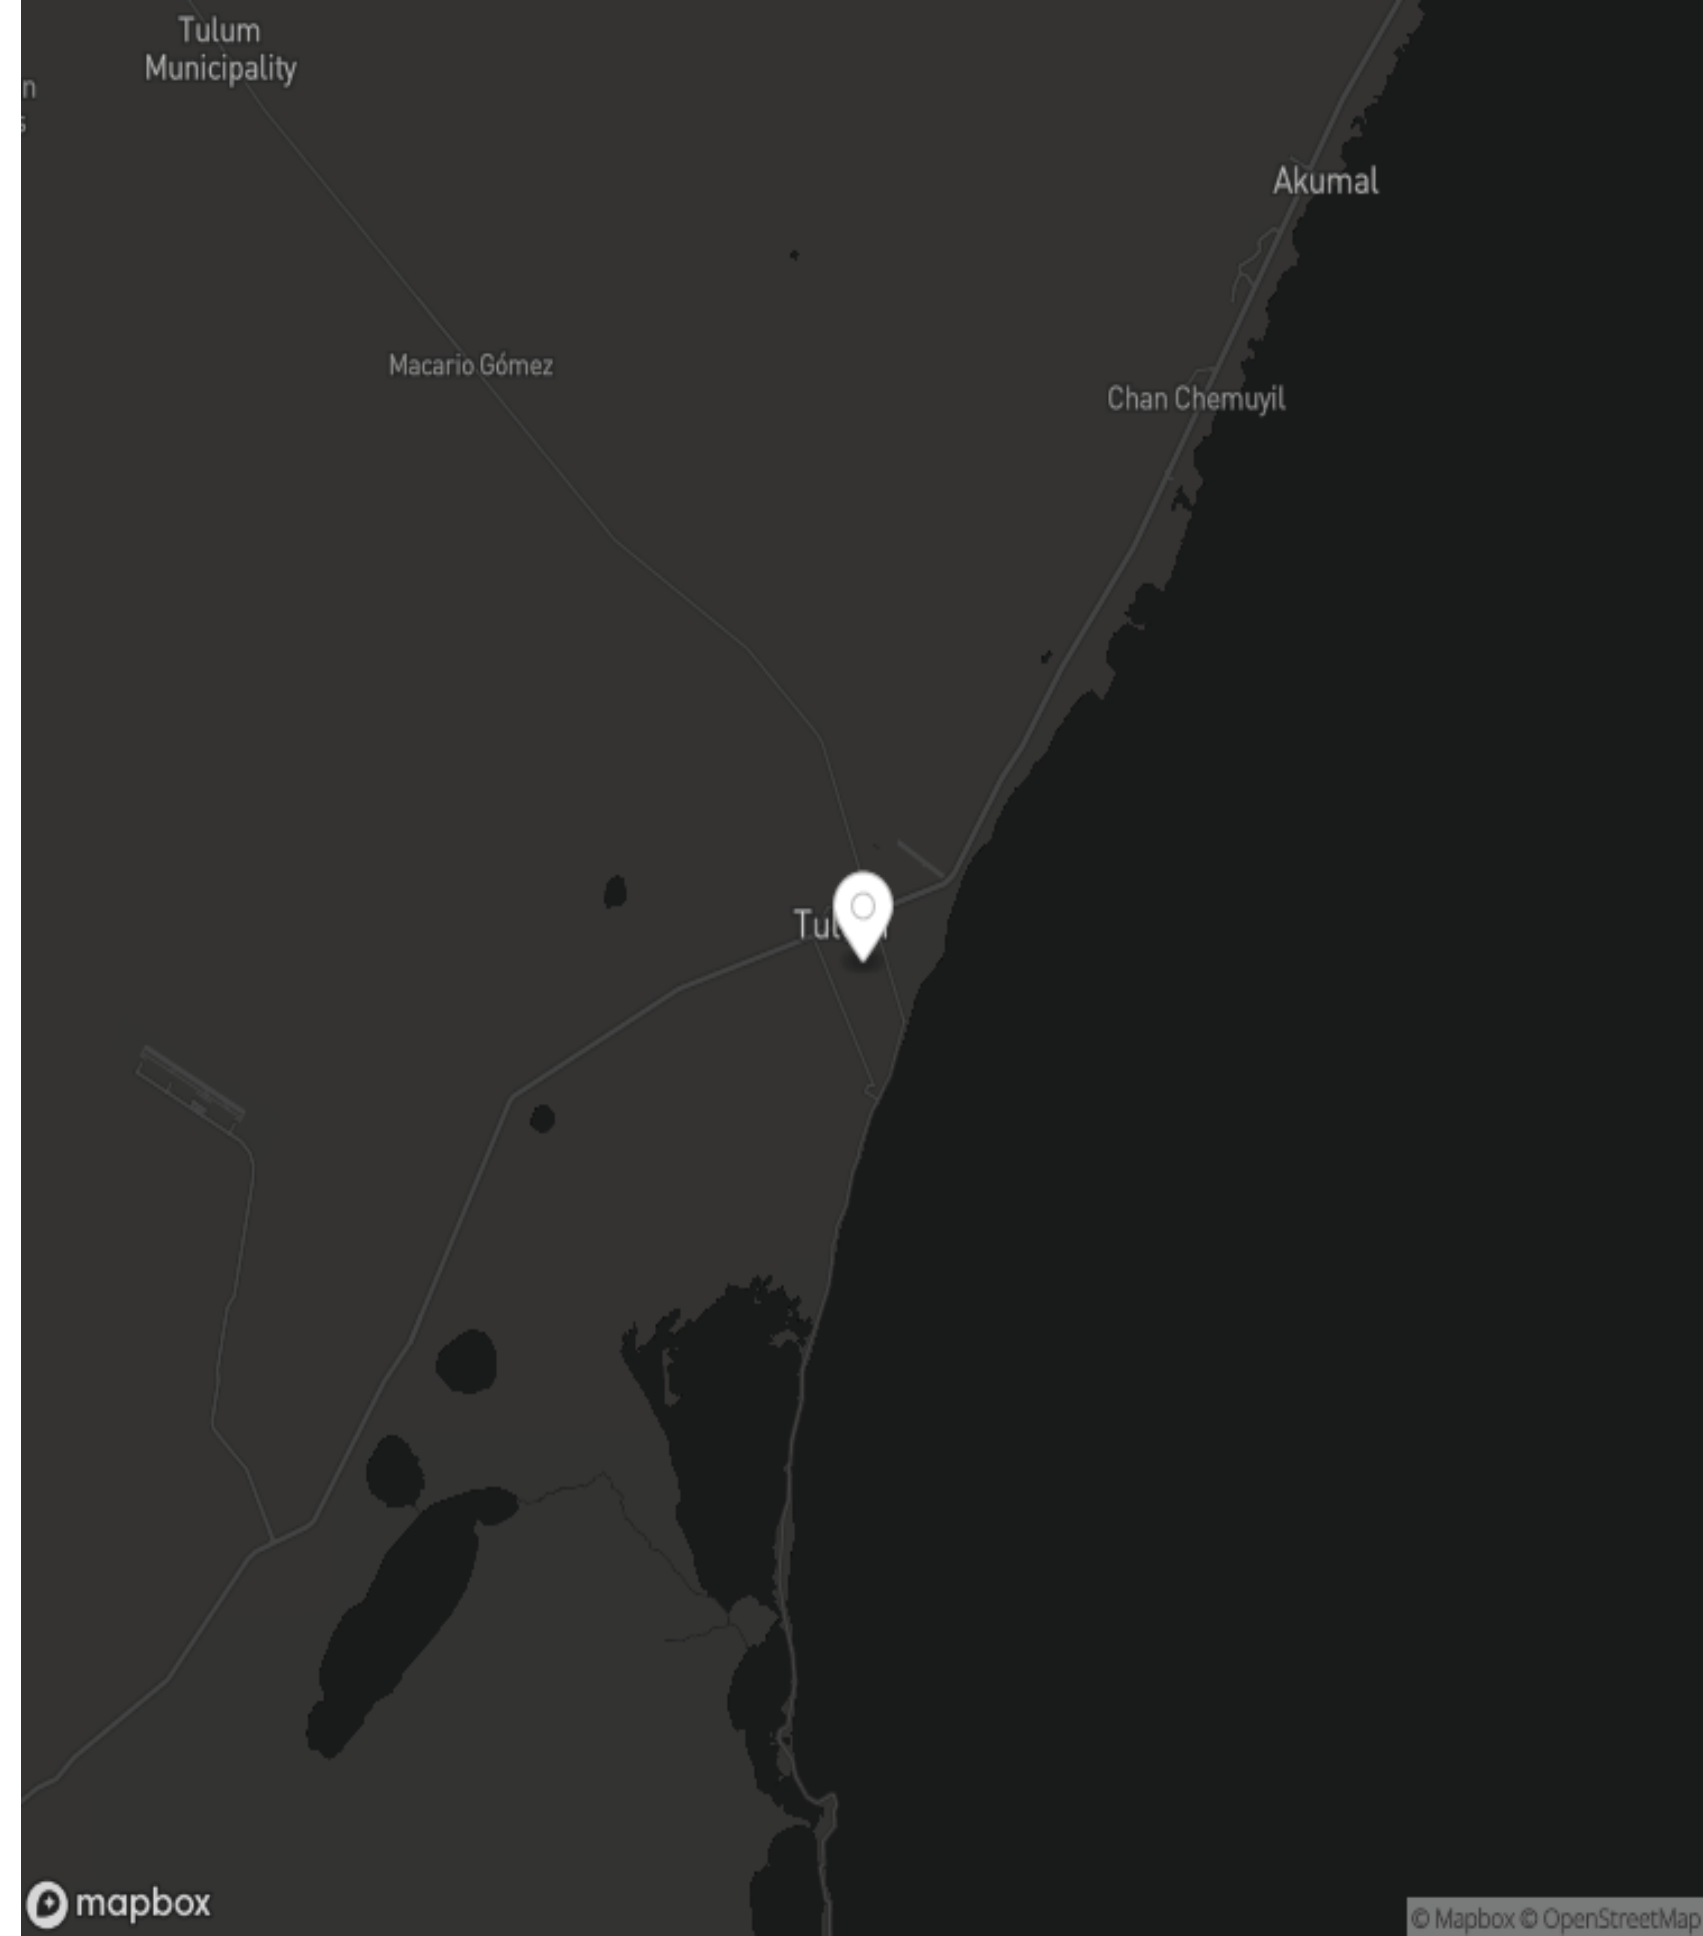 Tulum
Municipality
n
s
Akumal
Macario Gómez
Chan Chemuyil
mapbox
© Mapbox © OpenStreetMap